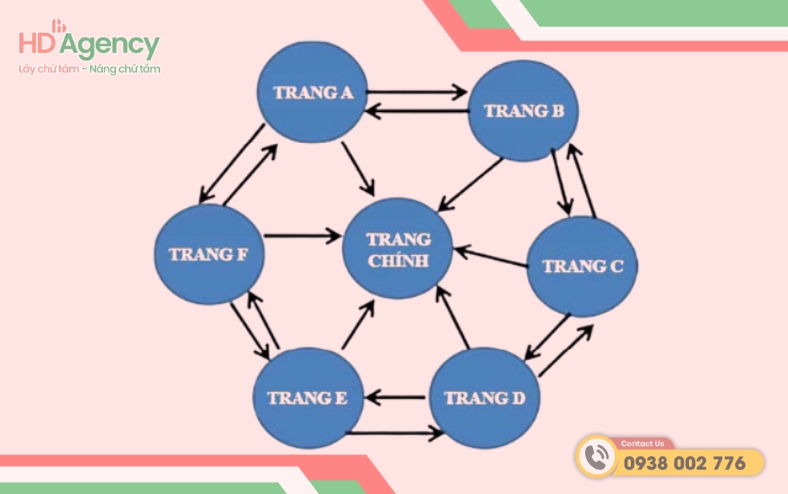 HD Agency
Lấy chữ tâm - Nâng chữ tầm
TRANG A
TRANG B
TRANG F
TRANG
CHÍNH
TRANG C
TRANG E
TRANG D
Contact Us
0938 002 776